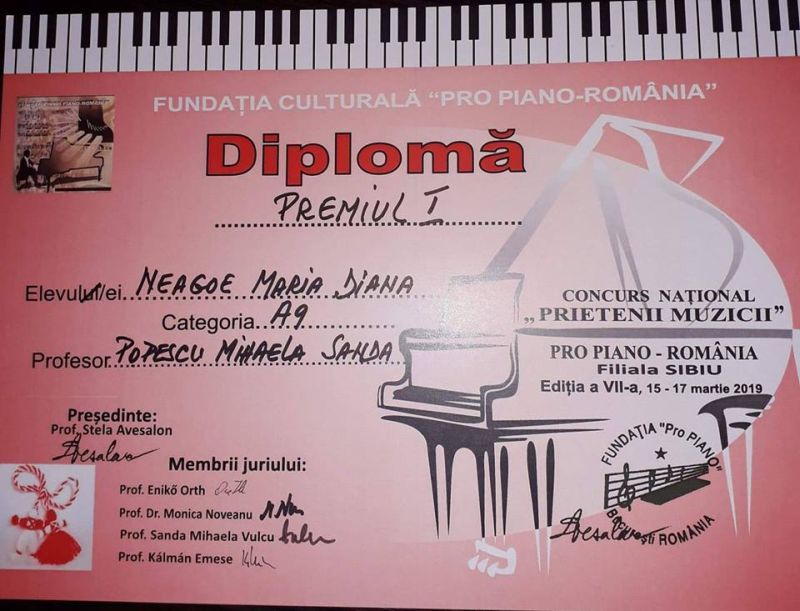 FUNDAȚIA CULTURALĂ "PRO PIANO-ROMÂNIA"
Diplomă
PREMIUL I
Elevului/ei NEAGOE MARIA DIANA
Categoria A9
Profesor POPESCU MIHAELA SANDA
CONCURS NAȚIONAL
„PRIETENII MUZICII”
PRO PIANO - ROMÂNIA
Filiala SIBIU
Ediția a VII-a, 15 - 17 martie 2019
Președinte:
Prof. Stela Avesalon
Membrii juriului:
Prof. Enikő Orth
Prof. Dr. Monica Noveanu
Prof. Sanda Mihaela Vulcu
Prof. Kálmán Emese
FUNDAȚIA "Pro PIANO"
București ROMÂNIA